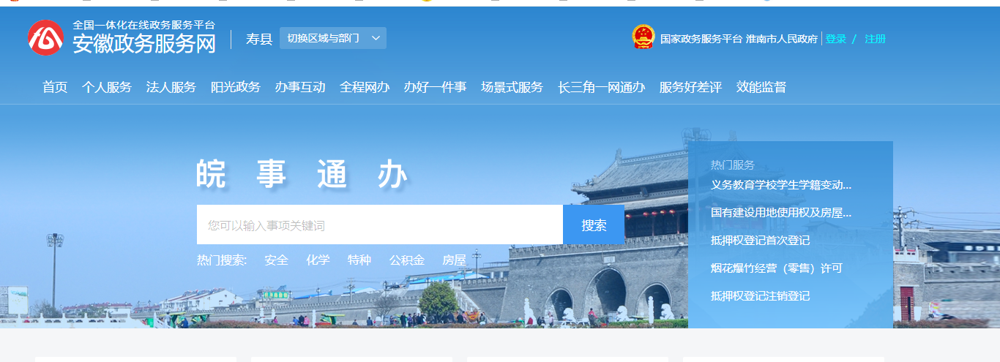 全国一体化在线政务服务平台
安徽政务服务网
寿县
切换区域与部门
国家政务服务平台 淮南市人民政府 | 登录 / 注册
首页 个人服务 法人服务 阳光政务 办事互动 全程网办 办好一件事 场景式服务 长三角一网通办 服务好差评 效能监督
皖事通办
您可以输入事项关键词
搜索
热门搜索: 安全 化学 特种 公积金 房屋
热门服务
义务教育学校学生学籍变动...
国有建设用地使用权及房屋...
抵押权登记首次登记
烟花爆竹经营（零售）许可
抵押权登记注销登记